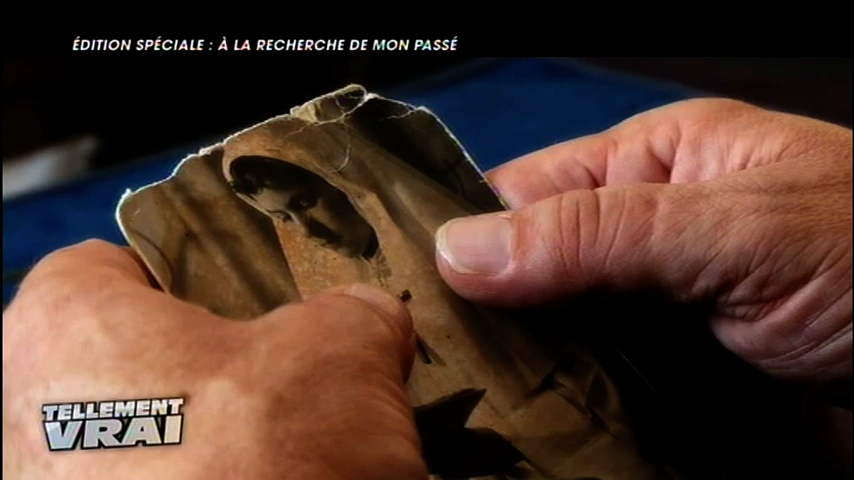 ÉDITION SPÉCIALE : À LA RECHERCHE DE MON PASSÉ
TELLEMENT
VRAI